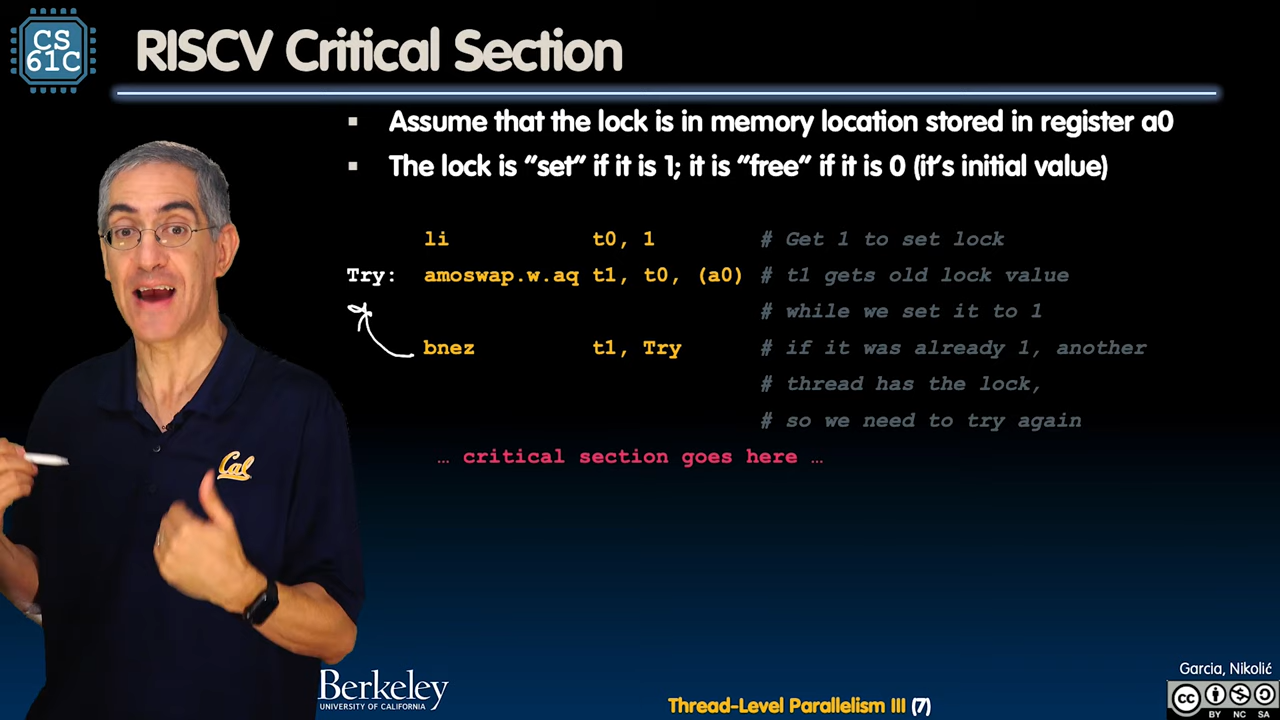 CS
61C
RISCV Critical Section
Assume that the lock is in memory location stored in register a0
The lock is "set" if it is 1; it is "free" if it is 0 (it's initial value)
li t0, 1 # Get 1 to set lock
Try: amoswap.w.aq t1, t0, (a0) # t1 gets old lock value
# while we set it to 1
bnez t1, Try # if it was already 1, another
# thread has the lock,
# so we need to try again
… critical section goes here …
Cal
Berkeley
UNIVERSITY OF CALIFORNIA
Thread-Level Parallelism III (7)
Garcia, Nikolić
CC
BY NC SA